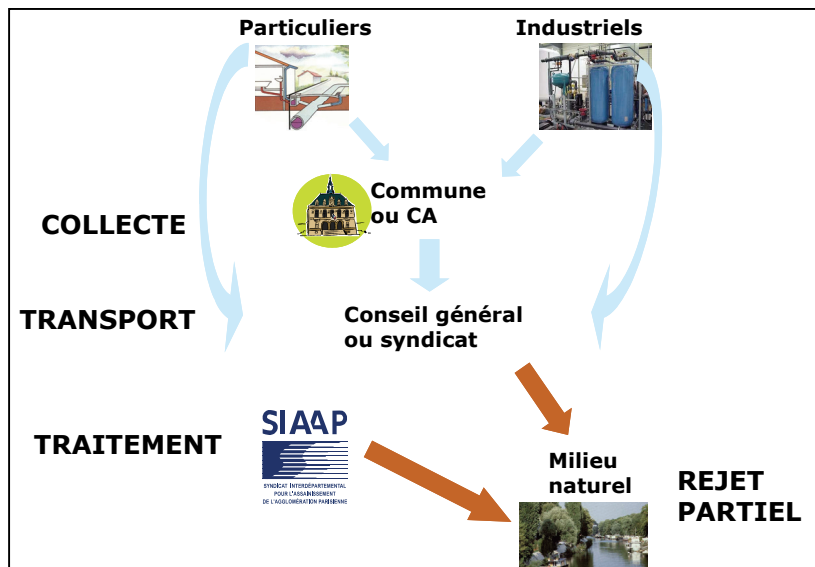 Particuliers
Industriels
Commune
ou CA
COLLECTE
Conseil général
ou syndicat
TRANSPORT
SIAAP
SYNDICAT INTERDÉPARTEMENTAL
POUR L'ASSAINISSEMENT
DE L'AGGLOMÉRATION PARISIENNE
TRAITEMENT
Milieu
naturel
REJET
PARTIEL